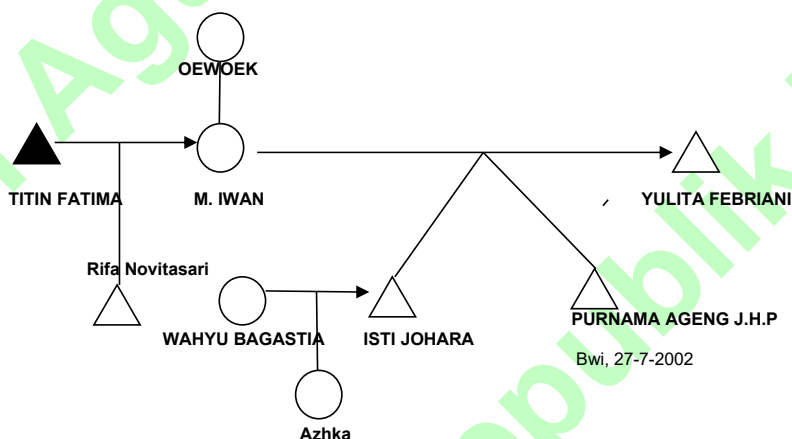 OEWOEK
TITIN FATIMA
M. IWAN
YULITA FEBRIANI
Rifa Novitasari
WAHYU BAGASTIA
ISTI JOHARA
PURNAMA AGENG J.H.P
Bwi, 27-7-2002
Azhka